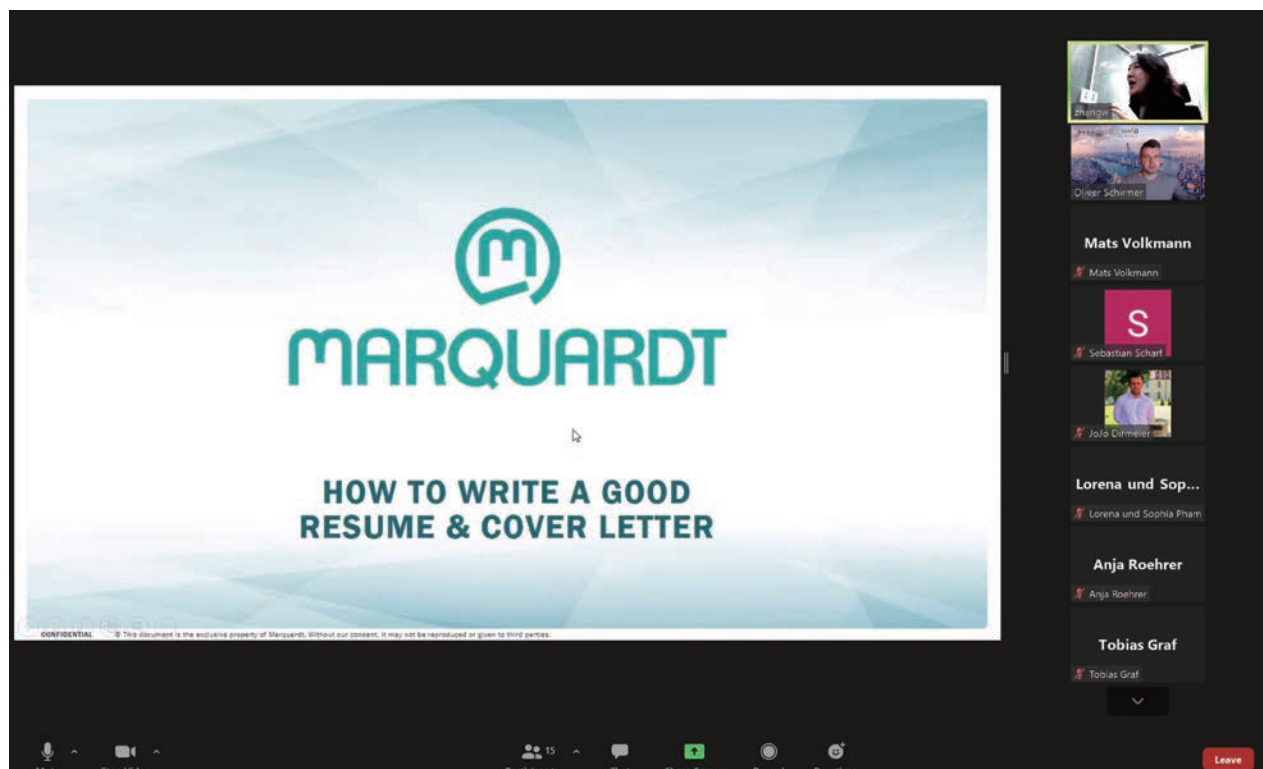 MARQUARDT
HOW TO WRITE A GOOD
RESUME & COVER LETTER
CONFIDENTIAL © This document is the exclusive property of Marquardt. Without our consent, it may not be reproduced or given to third parties.
zhangw
Oliver Schirmer
Mats Volkmann
Mats Volkmann
S
Sebastian Scharf
JoJo Dirmeier
Lorena und Sop...
Lorena und Sophia Pham
Anja Roehrer
Anja Roehrer
Tobias Graf
Tobias Graf
15
Leave